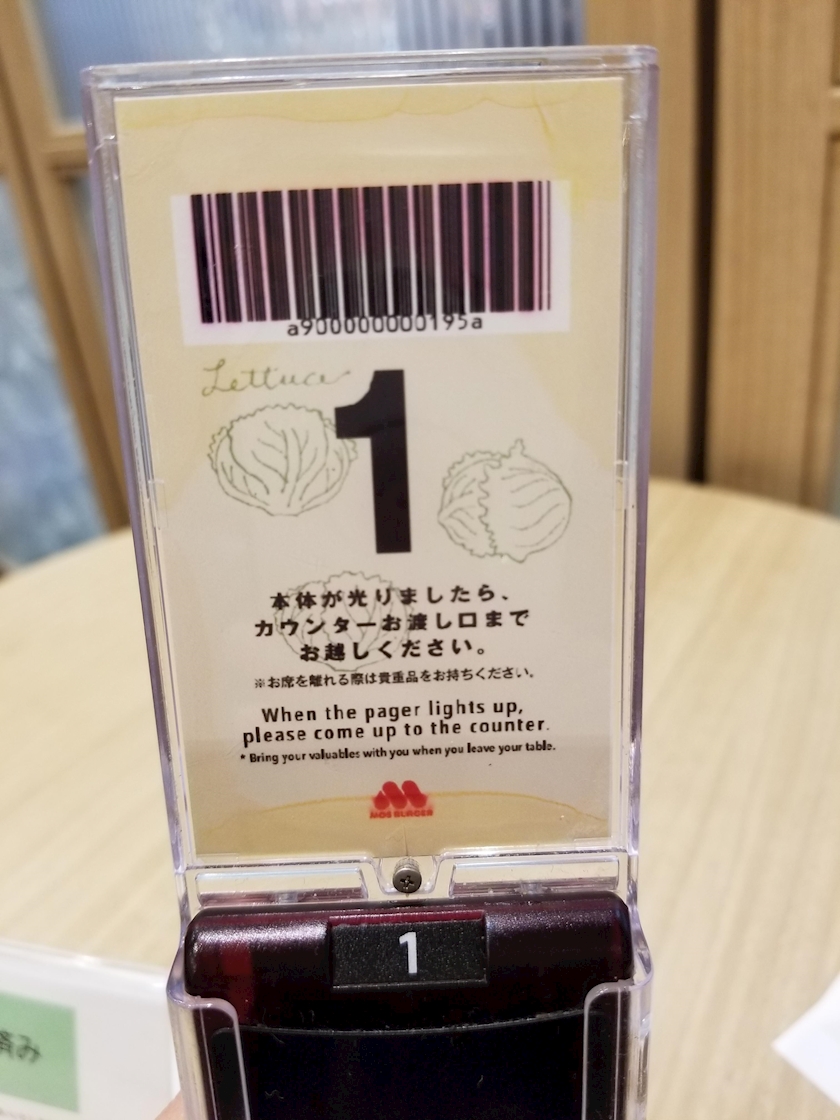 a900000000195a
Lettuce
1
本体が光りましたら、
カウンターお渡し口まで
お越しください。
※お席を離れる際は貴重品をお持ちください。
When the pager lights up,
please come up to the counter.
* Bring your valuables with you when you leave your table.
MOS BURGER
1
済み